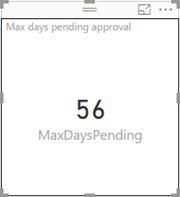 Max days pending approval
56
MaxDaysPending